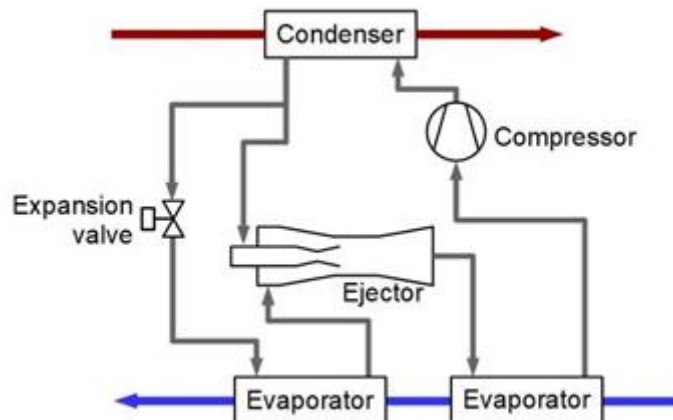 Condenser
Compressor
Expansion
valve
Ejector
Evaporator
Evaporator